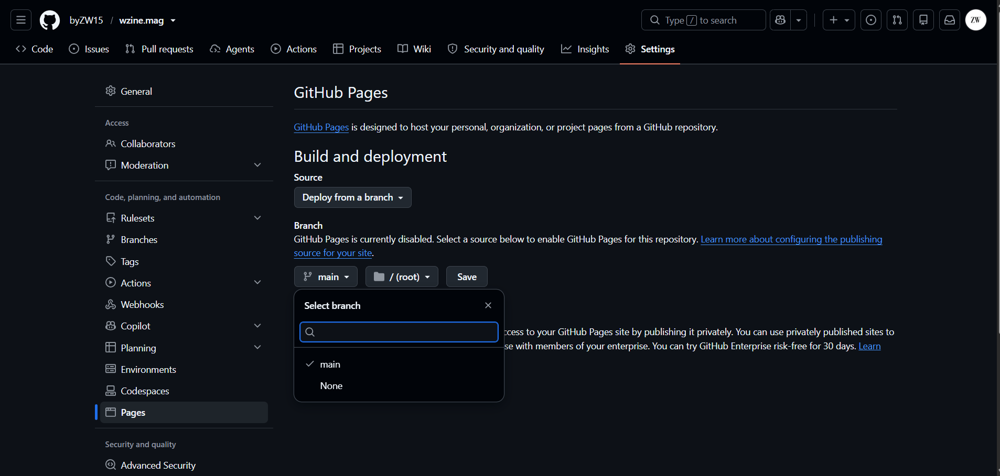 byZW15 / wzine.mag
Type / to search
ZW
Code
Issues
Pull requests
Agents
Actions
Projects
Wiki
Security and quality
Insights
Settings
General
Access
Collaborators
Moderation
Code, planning, and automation
Rulesets
Branches
Tags
Actions
Webhooks
Copilot
Planning
Environments
Codespaces
Pages
Security and quality
Advanced Security
GitHub Pages
GitHub Pages is designed to host your personal, organization, or project pages from a GitHub repository.
Build and deployment
Source
Deploy from a branch
Branch
GitHub Pages is currently disabled. Select a source below to enable GitHub Pages for this repository. Learn more about configuring the publishing
source for your site.
main
/ (root)
Save
Select branch
main
None
ccess to your GitHub Pages site by publishing it privately. You can use privately published sites to
se with members of your enterprise. You can try GitHub Enterprise risk-free for 30 days. Learn